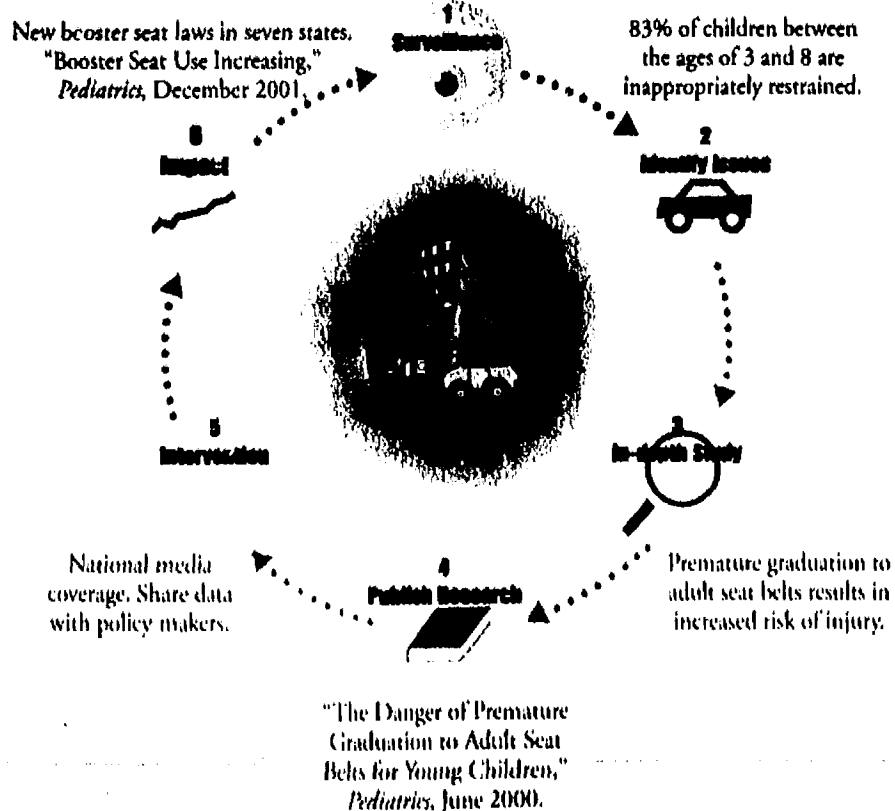 1
Surveillance
83% of children between
the ages of 3 and 8 are
inappropriately restrained.
2
Identify Issues
3
In-depth Study
Premature graduation to
adult seat belts results in
increased risk of injury.
4
Publish Research
"The Danger of Premature
Graduation to Adult Seat
Belts for Young Children,"
Pediatrics, June 2000.
5
Intervention
National media
coverage. Share data
with policy makers.
6
Impact
New booster seat laws in seven states.
"Booster Seat Use Increasing,"
Pediatrics, December 2001.